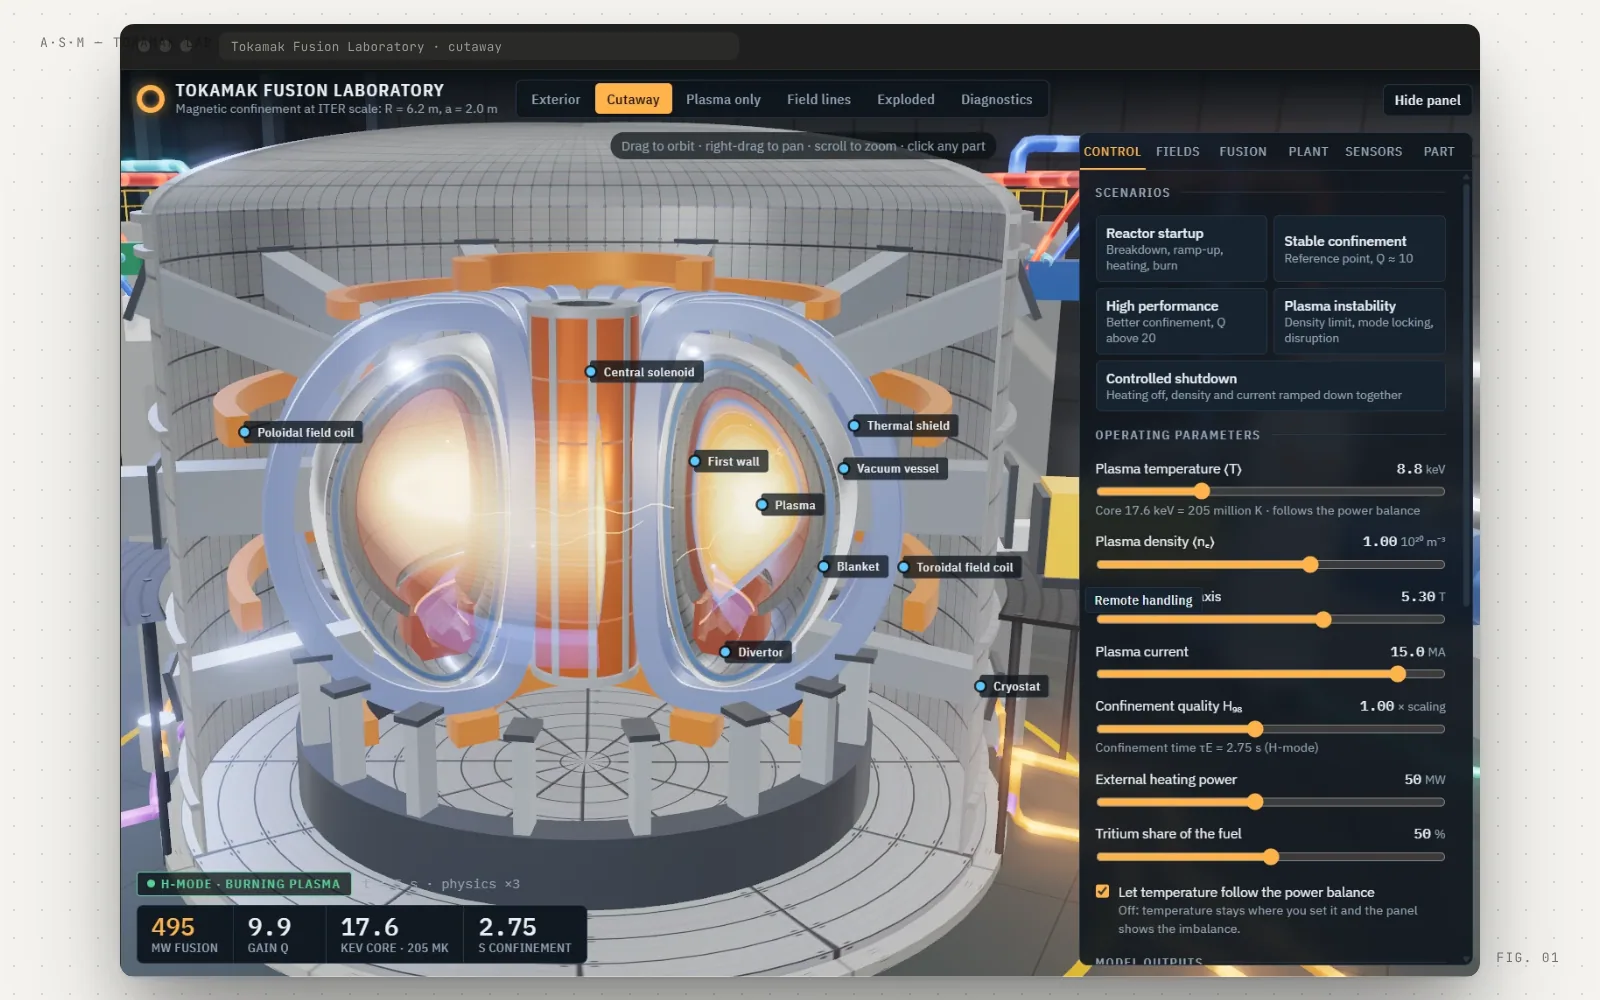 A·S·M —
Tokamak Fusion Laboratory · cutaway
TOKAMAK FUSION LABORATORY
Magnetic confinement at ITER scale: R = 6.2 m, a = 2.0 m
Exterior
Cutaway
Plasma only
Field lines
Exploded
Diagnostics
Hide panel
Drag to orbit · right-drag to pan · scroll to zoom · click any part
CONTROL
FIELDS
FUSION
PLANT
SENSORS
PART
SCENARIOS
Reactor startup
Breakdown, ramp-up,
heating, burn
Stable confinement
Reference point, Q ≈ 10
High performance
Better confinement, Q
above 20
Plasma instability
Density limit, mode locking,
disruption
Controlled shutdown
Heating off, density and current ramped down together
OPERATING PARAMETERS
Plasma temperature ⟨T⟩
8.8 keV
Core 17.6 keV = 205 million K · follows the power balance
Plasma density ⟨nₑ⟩
1.00 10²⁰ m⁻³
Remote handling
5.30 T
Plasma current
15.0 MA
Confinement quality H₉₈
1.00 × scaling
Confinement time τE = 2.75 s (H-mode)
External heating power
50 MW
Tritium share of the fuel
50 %
Let temperature follow the power balance
Off: temperature stays where you set it and the panel
shows the imbalance.
MODEL OUTPUTS
Central solenoid
Poloidal field coil
Thermal shield
First wall
Vacuum vessel
Plasma
Blanket
Toroidal field coil
Divertor
Cryostat
H-MODE · BURNING PLASMA
s · physics ×3
495
MW FUSION
9.9
GAIN Q
17.6
KEV CORE · 205 MK
2.75
S CONFINEMENT
FIG. 01